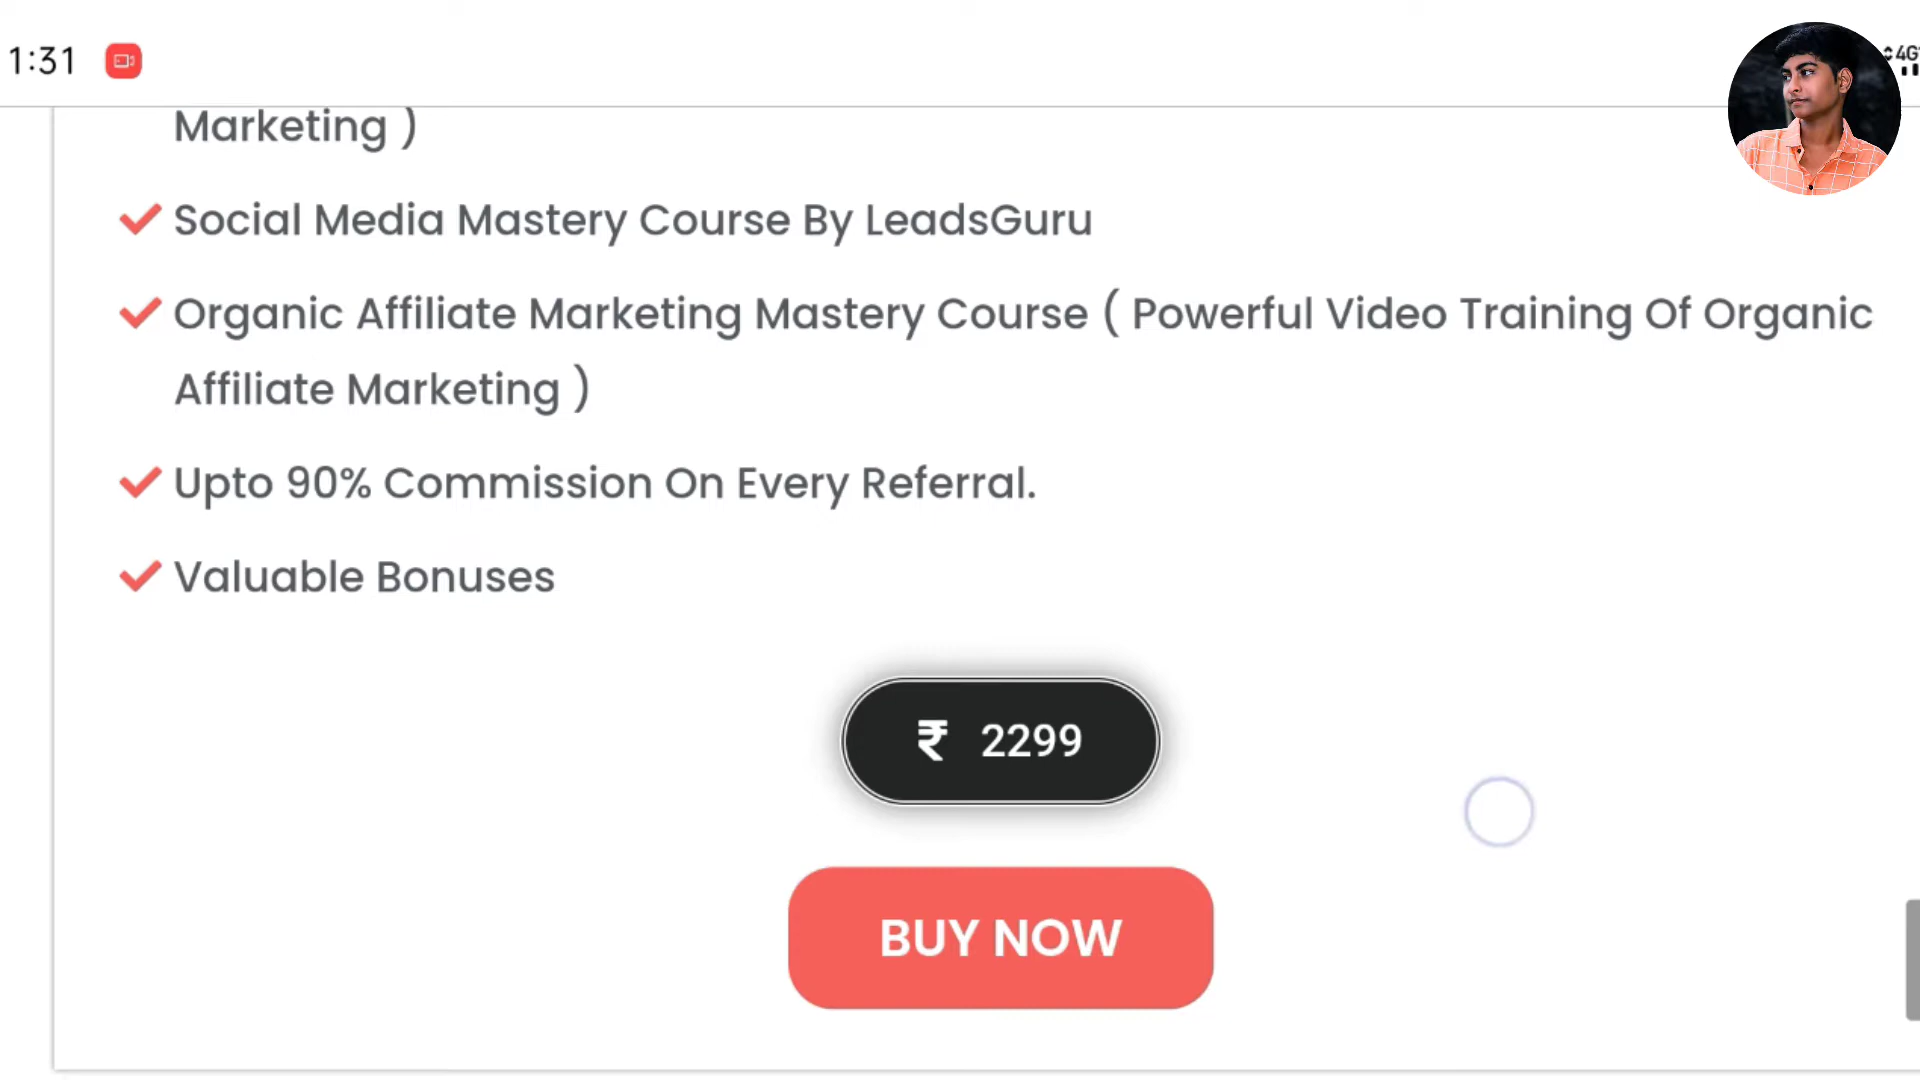 1:31
4G
Marketing )
Social Media Mastery Course By LeadsGuru
Organic Affiliate Marketing Mastery Course ( Powerful Video Training Of Organic
Affiliate Marketing )
Upto 90% Commission On Every Referral.
Valuable Bonuses
₹ 2299
BUY NOW